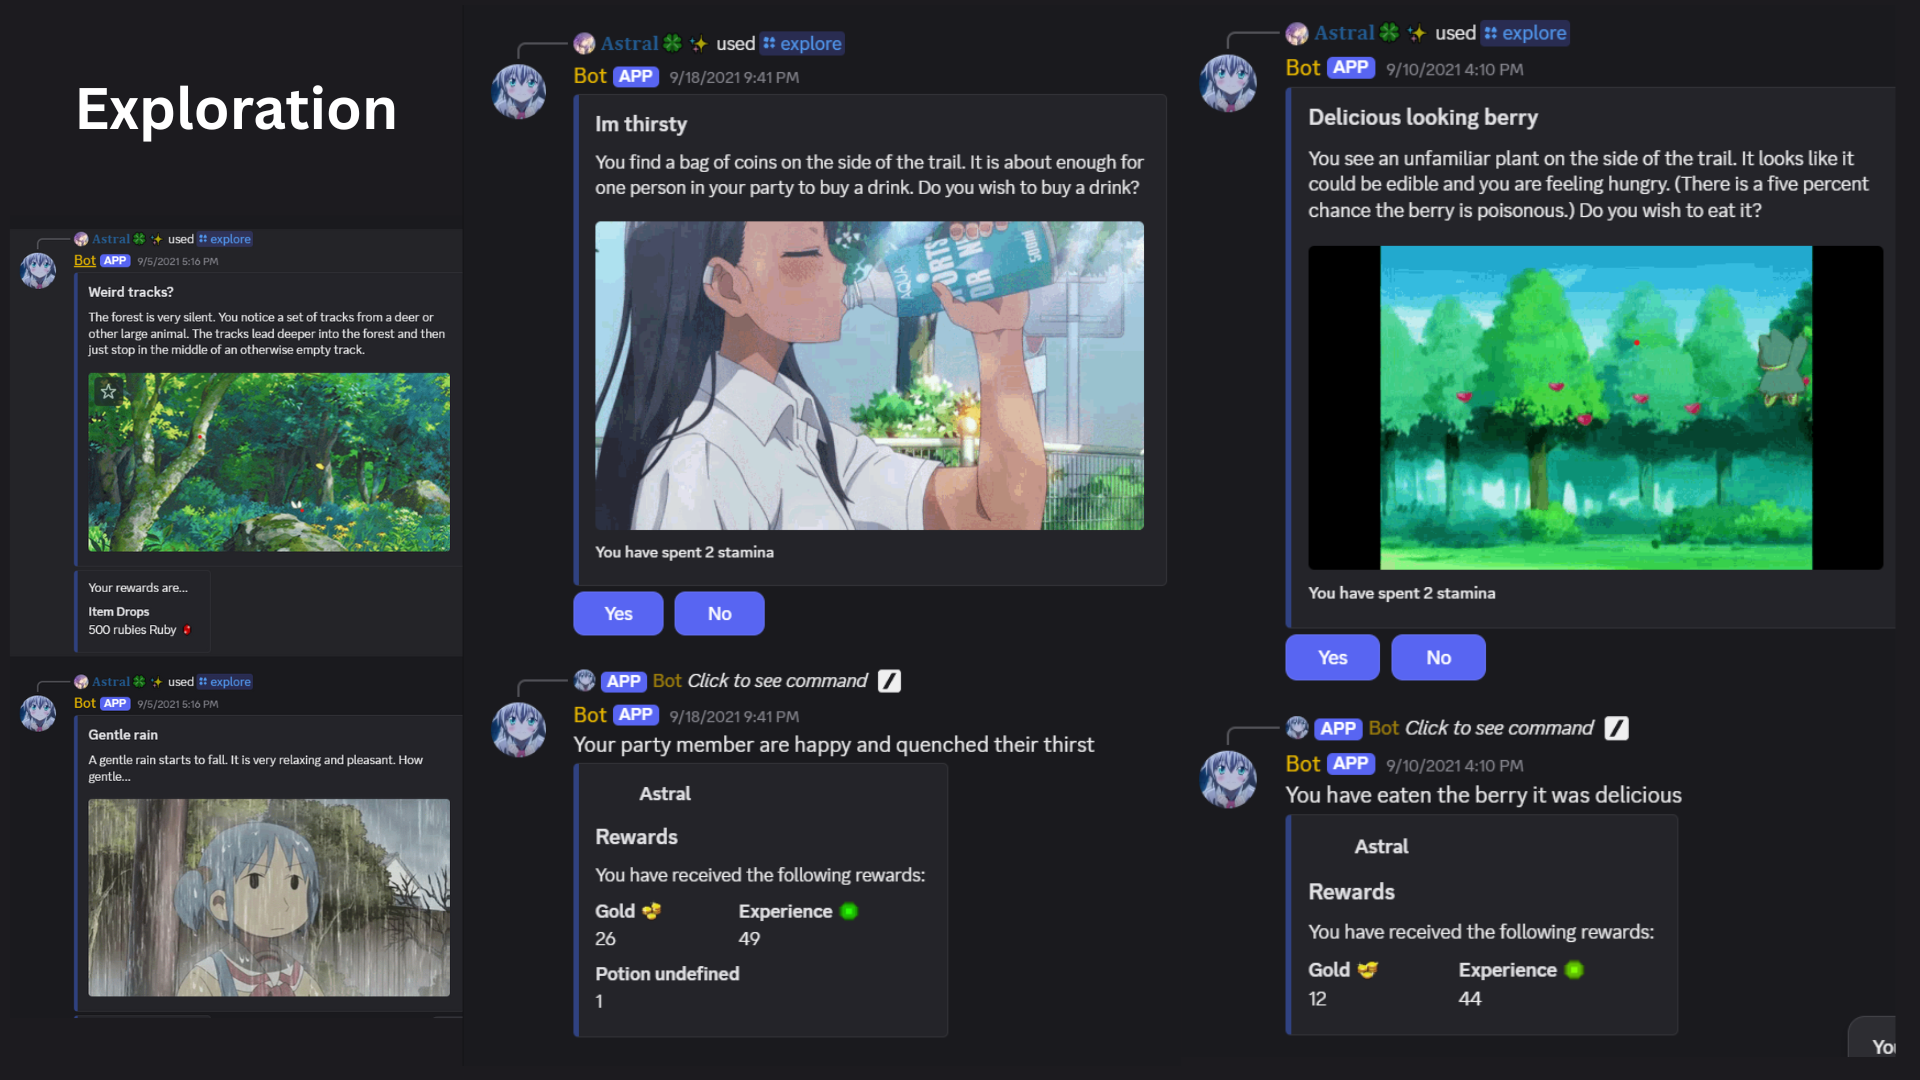 Exploration
Astral used explore
Bot APP 9/5/2021 5:16 PM
Weird tracks?
The forest is very silent. You notice a set of tracks from a deer or
other large animal. The tracks lead deeper into the forest and then
just stop in the middle of an otherwise empty track.
Your rewards are...
Item Drops
500 rubies Ruby
Astral used explore
Bot APP 9/5/2021 5:16 PM
Gentle rain
A gentle rain starts to fall. It is very relaxing and pleasant. How
gentle...
Astral used explore
Bot APP 9/18/2021 9:41 PM
Im thirsty
You find a bag of coins on the side of the trail. It is about enough for
one person in your party to buy a drink. Do you wish to buy a drink?
AQUA
500ml
You have spent 2 stamina
Yes No
APP Bot Click to see command
Bot APP 9/18/2021 9:41 PM
Your party member are happy and quenched their thirst
Astral
Rewards
You have received the following rewards:
Gold Experience
26 49
Potion undefined
1
Astral used explore
Bot APP 9/10/2021 4:10 PM
Delicious looking berry
You see an unfamiliar plant on the side of the trail. It looks like it
could be edible and you are feeling hungry. (There is a five percent
chance the berry is poisonous.) Do you wish to eat it?
You have spent 2 stamina
Yes No
APP Bot Click to see command
Bot APP 9/10/2021 4:10 PM
You have eaten the berry it was delicious
Astral
Rewards
You have received the following rewards:
Gold Experience
12 44